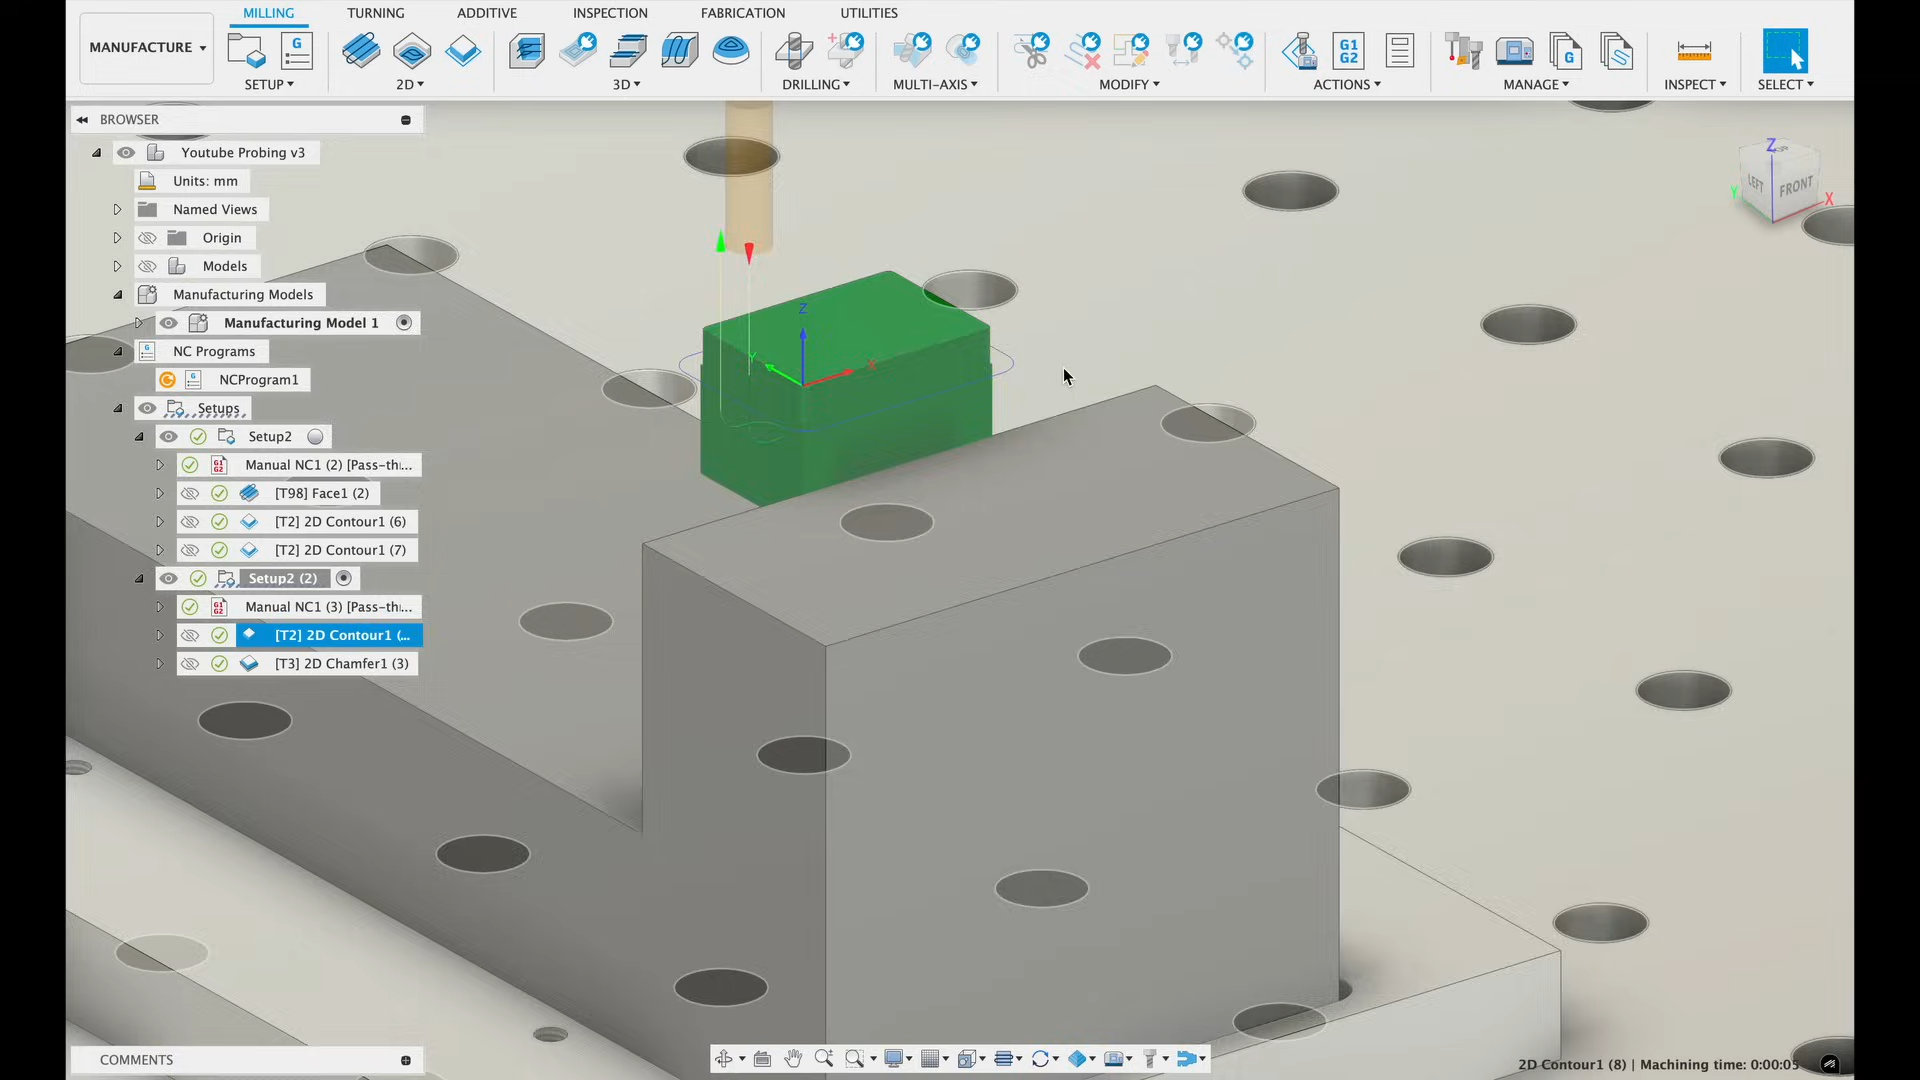 MILLING TURNING ADDITIVE INSPECTION FABRICATION UTILITIES
MANUFACTURE
G G1 G2 G
SETUP 2D 3D DRILLING MULTI-AXIS MODIFY ACTIONS MANAGE INSPECT SELECT
BROWSER
Youtube Probing v3
Units: mm
Named Views
Origin
Models
Manufacturing Models
Manufacturing Model 1
NC Programs
NCProgram1
Setups
Setup2
Manual NC1 (2) [Pass-th...
[T98] Face1 (2)
[T2] 2D Contour1 (6)
[T2] 2D Contour1 (7)
Setup2 (2)
Manual NC1 (3) [Pass-th...
[T2] 2D Contour1 (...
[T3] 2D Chamfer1 (3)
Z
Y
X
Z
TOP
LEFT FRONT
Y
X
COMMENTS
2D Contour1 (8) | Machining time: 0:00:05